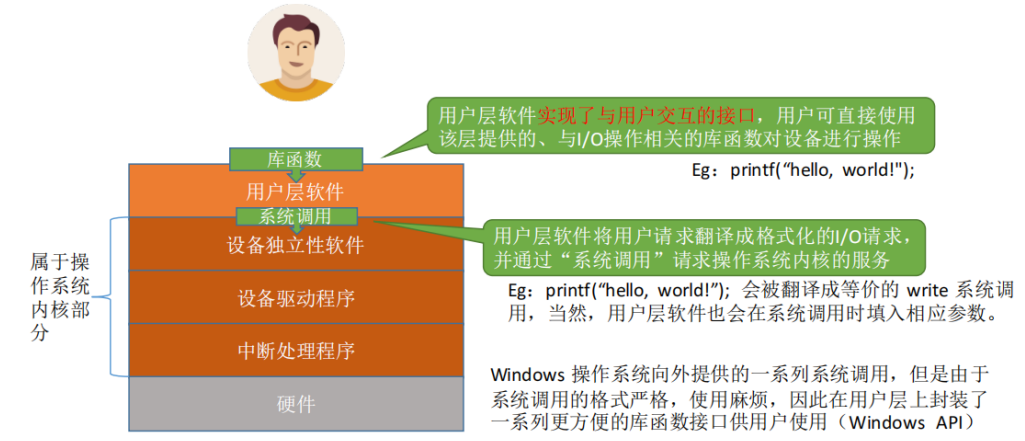 用户层软件实现了与用户交互的接口，用户可直接使用
该层提供的、与I/O操作相关的库函数对设备进行操作
库函数
Eg：printf(“hello, world!");
用户层软件
系统调用
用户层软件将用户请求翻译成格式化的I/O请求，
并通过“系统调用”请求操作系统内核的服务
设备独立性软件
属于操
作系统
内核部
分
设备驱动程序
Eg：printf(“hello, world!”); 会被翻译成等价的 write 系统调
用，当然，用户层软件也会在系统调用时填入相应参数。
中断处理程序
硬件
Windows 操作系统向外提供的一系列系统调用，但是由于
系统调用的格式严格，使用麻烦，因此在用户层上封装了
一系列更方便的库函数接口供用户使用（Windows API）